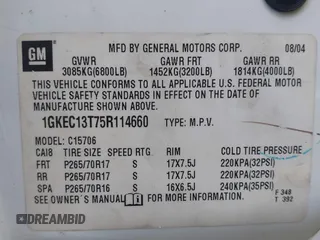 GM MFD BY GENERAL MOTORS CORP. 08/04
GVWR GAWR FRT GAWR RR
3085KG(6800LB) 1452KG(3200LB) 1814KG(4000LB)
THIS VEHICLE CONFORMS TO ALL APPLICABLE U.S. FEDERAL MOTOR
VEHICLE SAFETY STANDARDS IN EFFECT ON THE DATE OF
MANUFACTURE SHOWN ABOVE.
1GKEC13T75R114660 TYPE: M.P.V.
MODEL: C15706
CAI8 TIRE SIZE SPEED RTG RIM COLD TIRE PRESSURE
FRT P265/70R17 S 17X7.5J 220KPA(32PSI)
RR P265/70R17 S 17X7.5J 220KPA(32PSI)
SPA P265/75R16 S 16X6.5J 240KPA(35PSI)
SEE OWNER'S MANUAL FOR MORE INFORMATION. F 348
T 392
DREAMBID